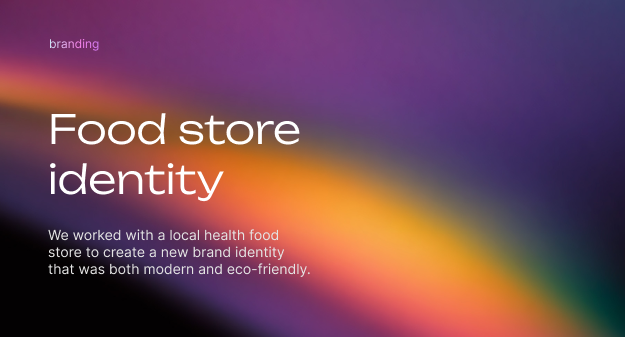 branding
Food store
identity
We worked with a local health food
store to create a new brand identity
that was both modern and eco-friendly.